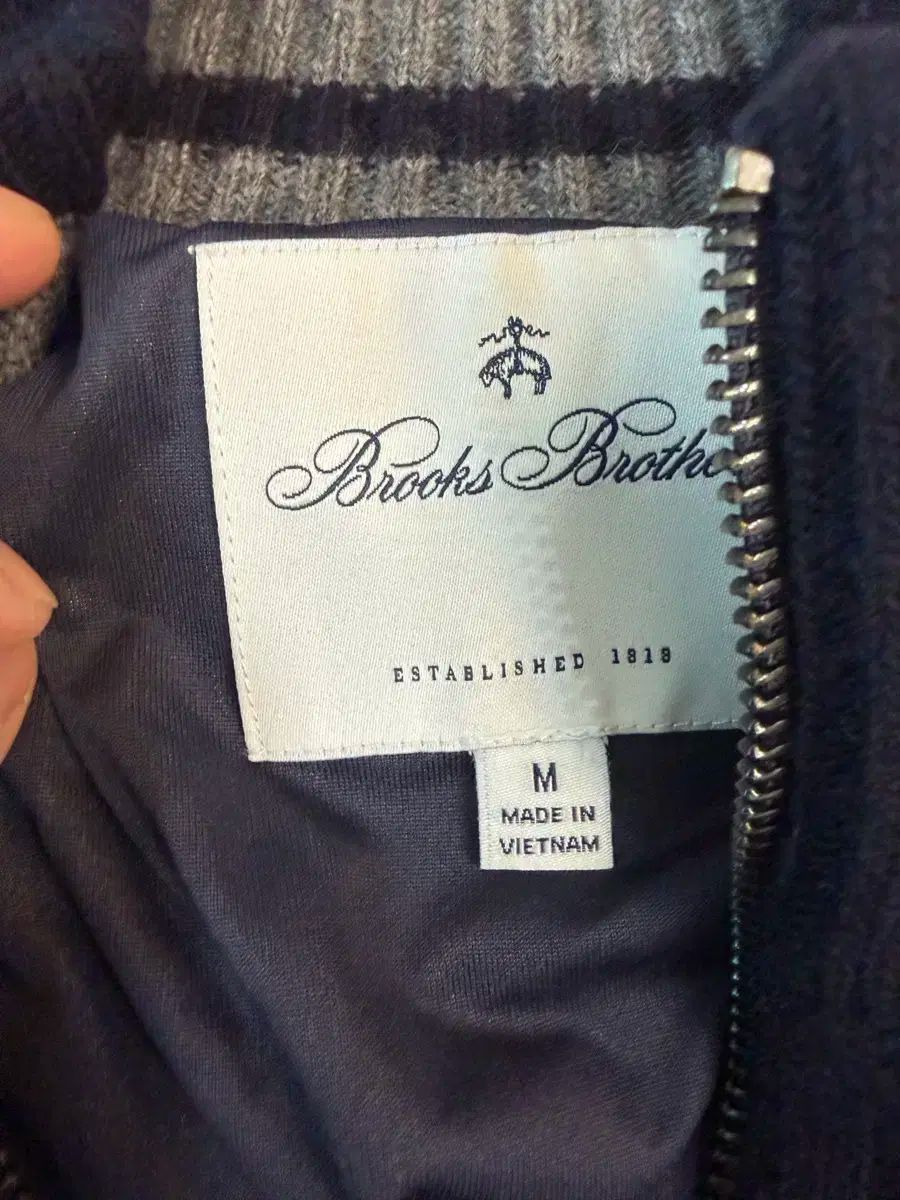 Brooks Brothe
ESTABLISHED 1818
M
MADE IN
VIETNAM